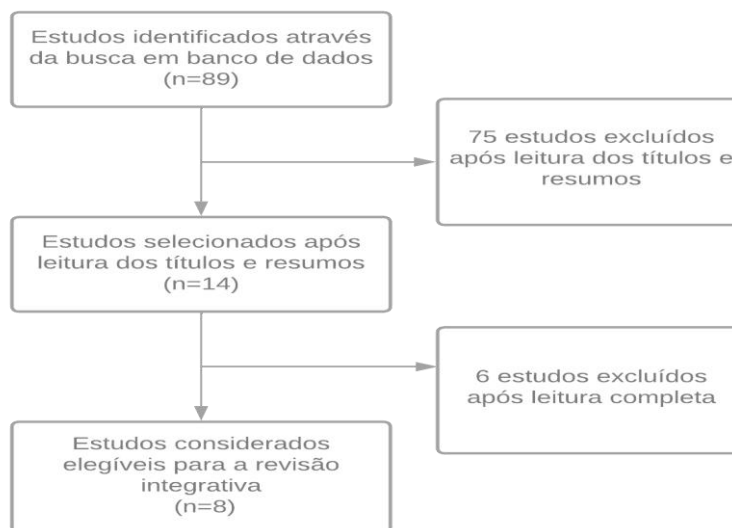 Estudos identificados através
da busca em banco de dados
(n=89)
75 estudos excluídos
após leitura dos títulos e
resumos
Estudos selecionados após
leitura dos títulos e resumos
(n=14)
6 estudos excluídos
após leitura completa
Estudos considerados
elegíveis para a revisão
integrativa
(n=8)